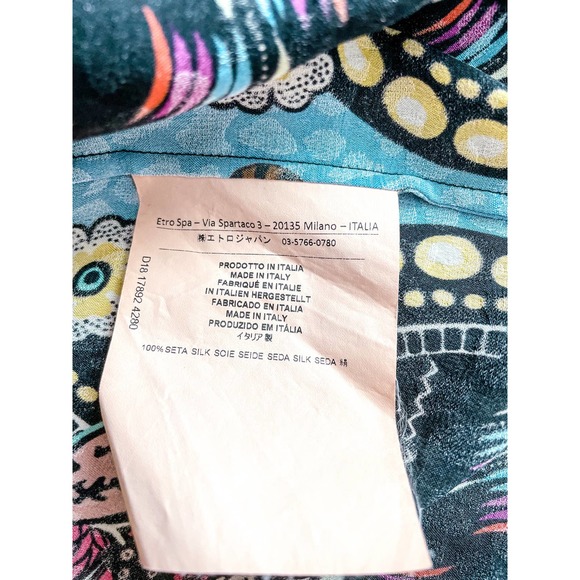 Etro Spa – Via Spartaco 3 – 20135 Milano – ITALIA
㈱エトロジャパン 03-5766-0780
PRODOTTO IN ITALIA
MADE IN ITALY
FABRIQUÉ EN ITALIE
IN ITALIEN HERGESTELLT
FABRICADO EN ITALIA
MADE IN ITALY
PRODUZIDO EM ITÁLIA
イタリア製
100% SETA SILK SOIE SEIDE SEDA SILK SEDA 絹
D18 17892 4280